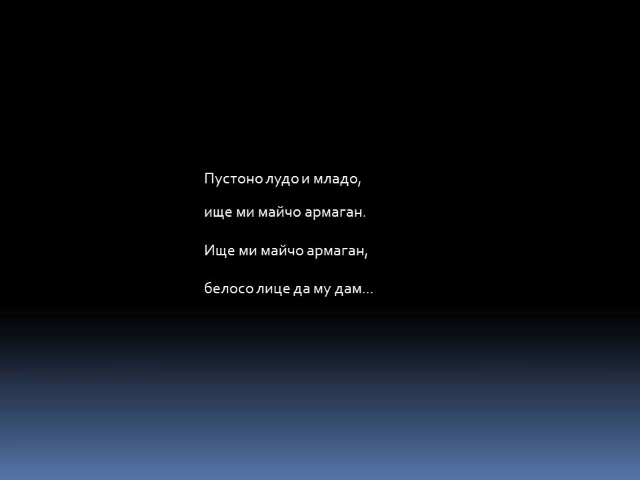 Пустоно лудо и младо,
ище ми майчо армаган.
Ище ми майчо армаган,
белосо лице да му дам...